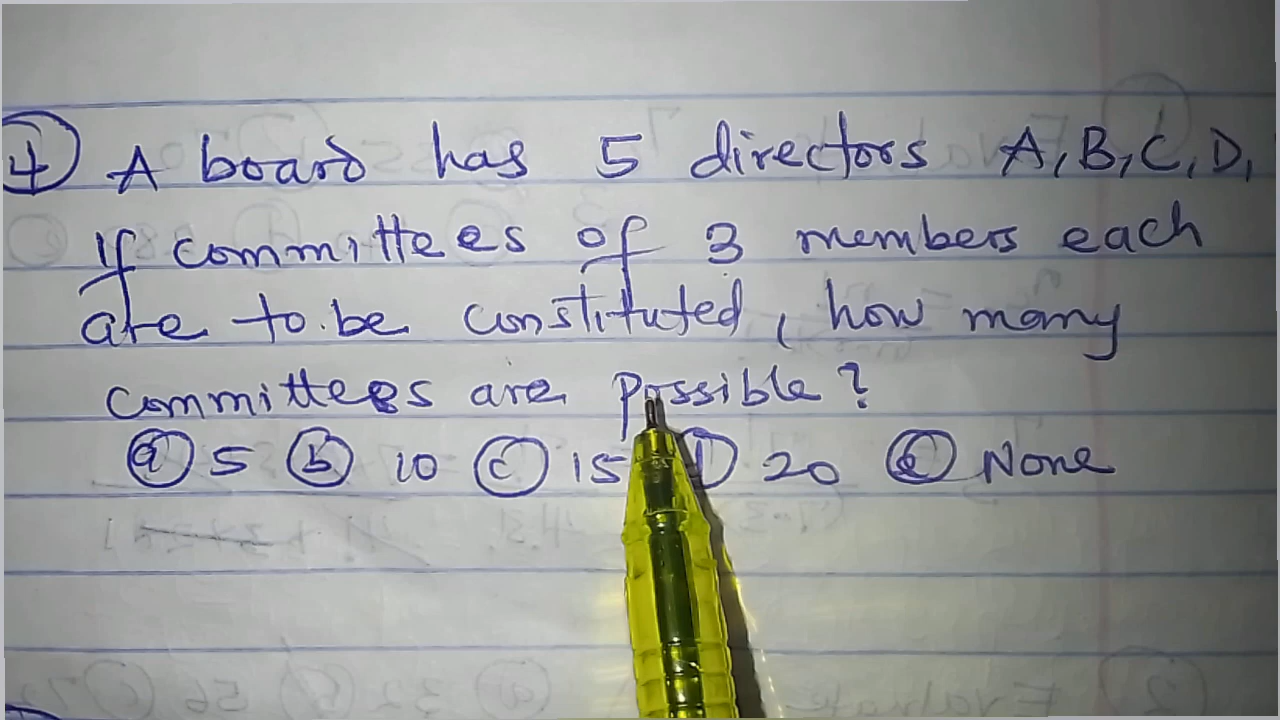 4 A board has 5 directors A, B, C, D,
If committees of 3 members each
are to be constituted, how many
committees are possible?
a 5 b 10 c 15 d 20 e None